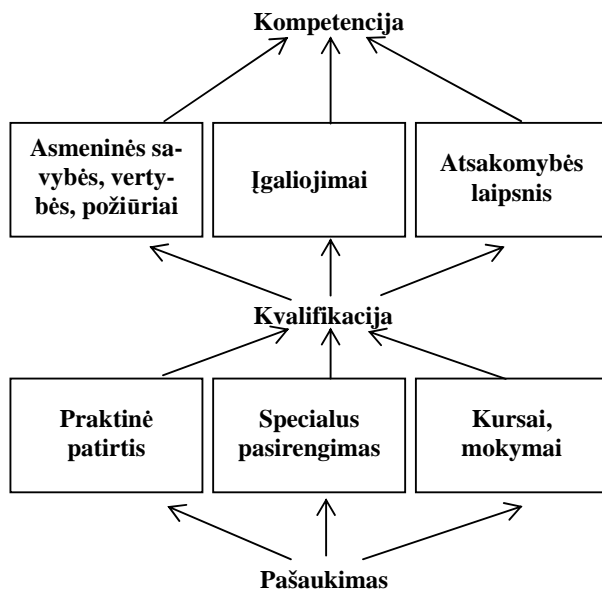 Kompetencija
Asmeninės sa-
vybės, verty-
bės, požiūriai
Įgaliojimai
Atsakomybės
laipsnis
Kvalifikacija
Praktinė
patirtis
Specialus
pasirengimas
Kursai,
mokymai
Pašaukimas